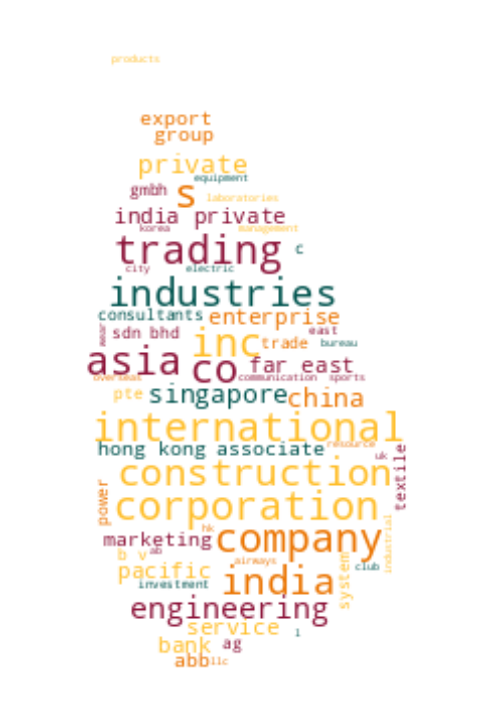 products
export
group
private
equipment
gmbh
s
laboratories
india private
korea
management
trading
c
city
electric
industries
consultants
enterprise
wear
sdn bhd
inc
east
trade
bureau
asia
co
far east
overseas
communication
sports
pte
singapore
china
international
hong kong
associate
resource
uk
construction
textile
power
corporation
hk
industrial
marketing
company
b v
ab
airways
pacific
india
club
system
investment
engineering
service
l
bank
ag
abb
llc